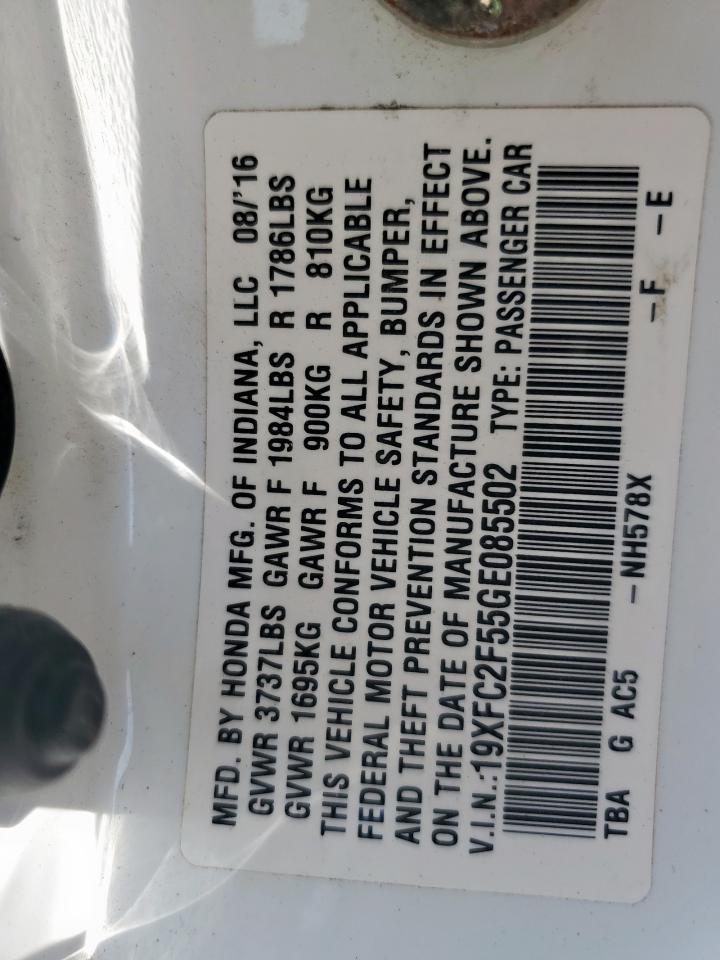 MFD. BY HONDA MFG. OF INDIANA, LLC 08/'16
GVWR 3737LBS GAWR F 1984LBS R 1786LBS
GVWR 1695KG GAWR F 900KG R 810KG
THIS VEHICLE CONFORMS TO ALL APPLICABLE
FEDERAL MOTOR VEHICLE SAFETY, BUMPER,
AND THEFT PREVENTION STANDARDS IN EFFECT
ON THE DATE OF MANUFACTURE SHOWN ABOVE.
V.I.N.:19XFC2F55GE085502 TYPE: PASSENGER CAR
TBA G AC5 –NH578X –F –E